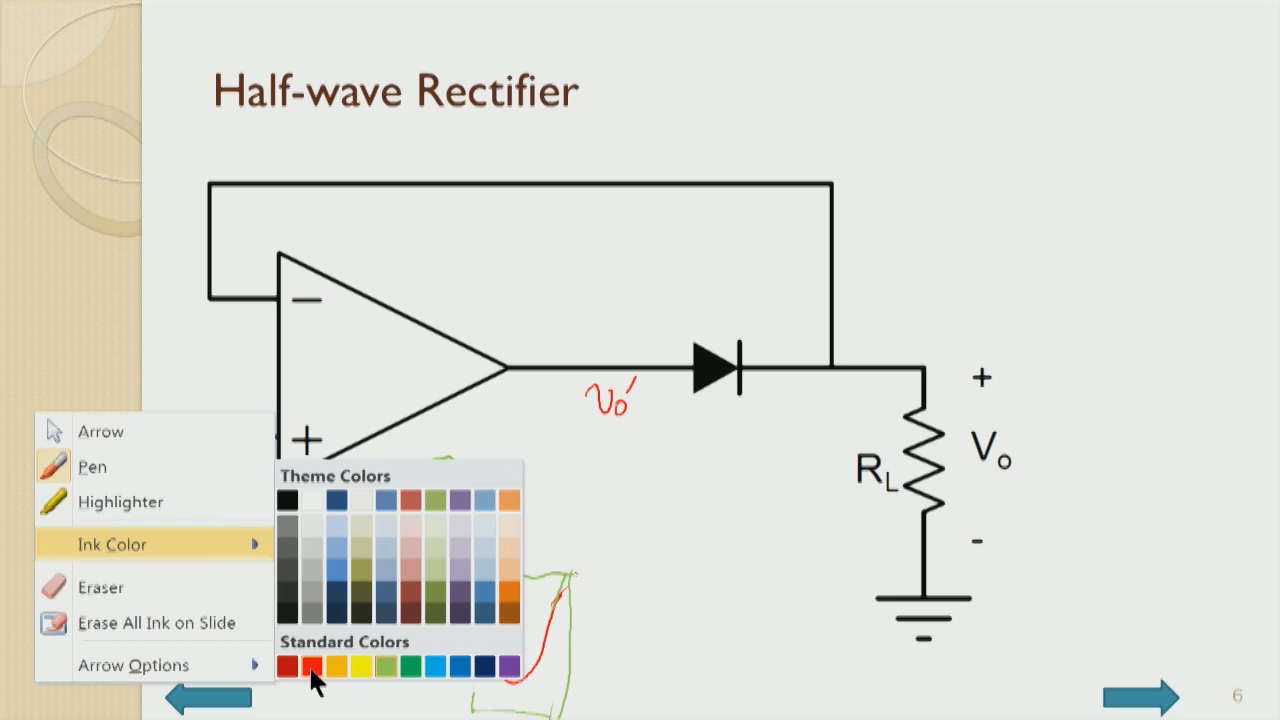 Half-wave Rectifier
−
+
Vo′
+
RL
Vo
-
Arrow
Pen
Highlighter
Ink Color
Eraser
Erase All Ink on Slide
Arrow Options
Theme Colors
Standard Colors
6